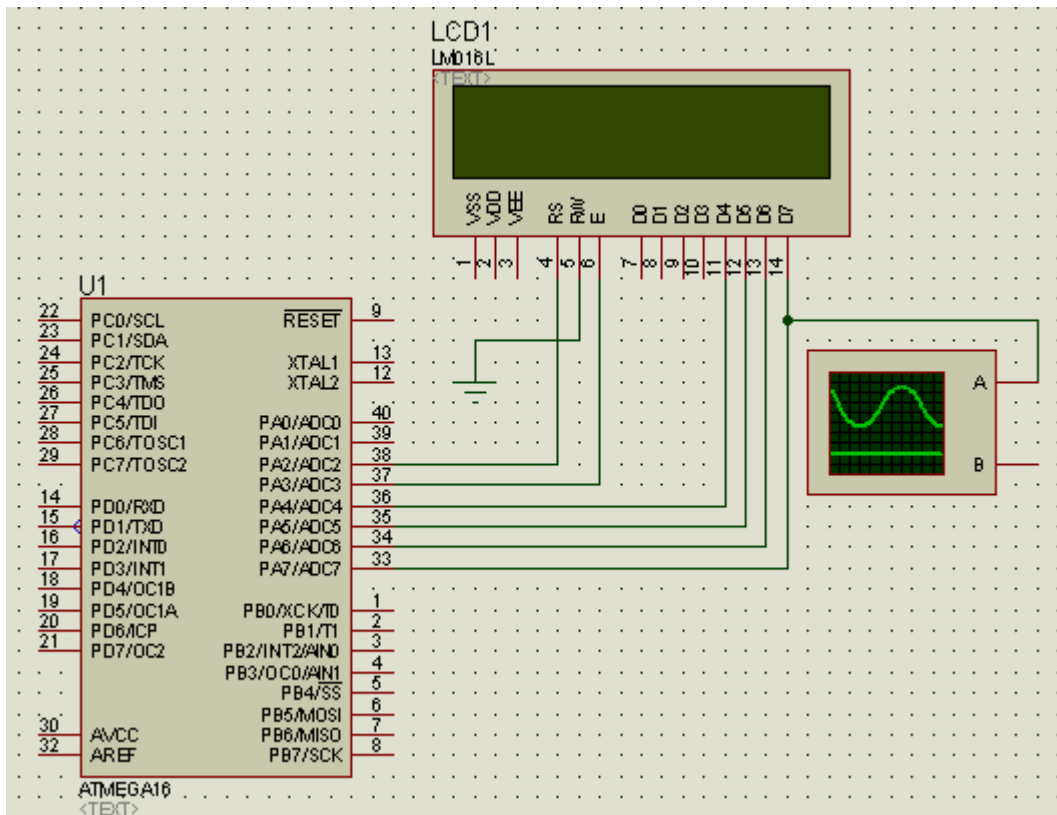 LCD1
LM016L
<TEXT>
VSS VDD VEE RS RW E D0 D1 D2 D3 D4 D5 D6 D7
1 2 3 4 5 6 7 8 9 10 11 12 13 14
U1
22 PC0/SCL RESET 9
23 PC1/SDA
24 PC2/TCK XTAL1 13
25 PC3/TMS XTAL2 12
26 PC4/TDO
27 PC5/TDI PA0/ADC0 40
28 PC6/TOSC1 PA1/ADC1 39
29 PC7/TOSC2 PA2/ADC2 38
PA3/ADC3 37
14 PD0/RXD PA4/ADC4 36
15 PD1/TXD PA5/ADC5 35
16 PD2/INT0 PA6/ADC6 34
17 PD3/INT1 PA7/ADC7 33
18 PD4/OC1B
19 PD5/OC1A PB0/XCK/T0 1
20 PD6/ICP PB1/T1 2
21 PD7/OC2 PB2/INT2/AIN0 3
PB3/OC0/AIN1 4
PB4/SS 5
PB5/MOSI 6
30 AVCC PB6/MISO 7
32 AREF PB7/SCK 8
ATMEGA16
<TEXT>
A
B